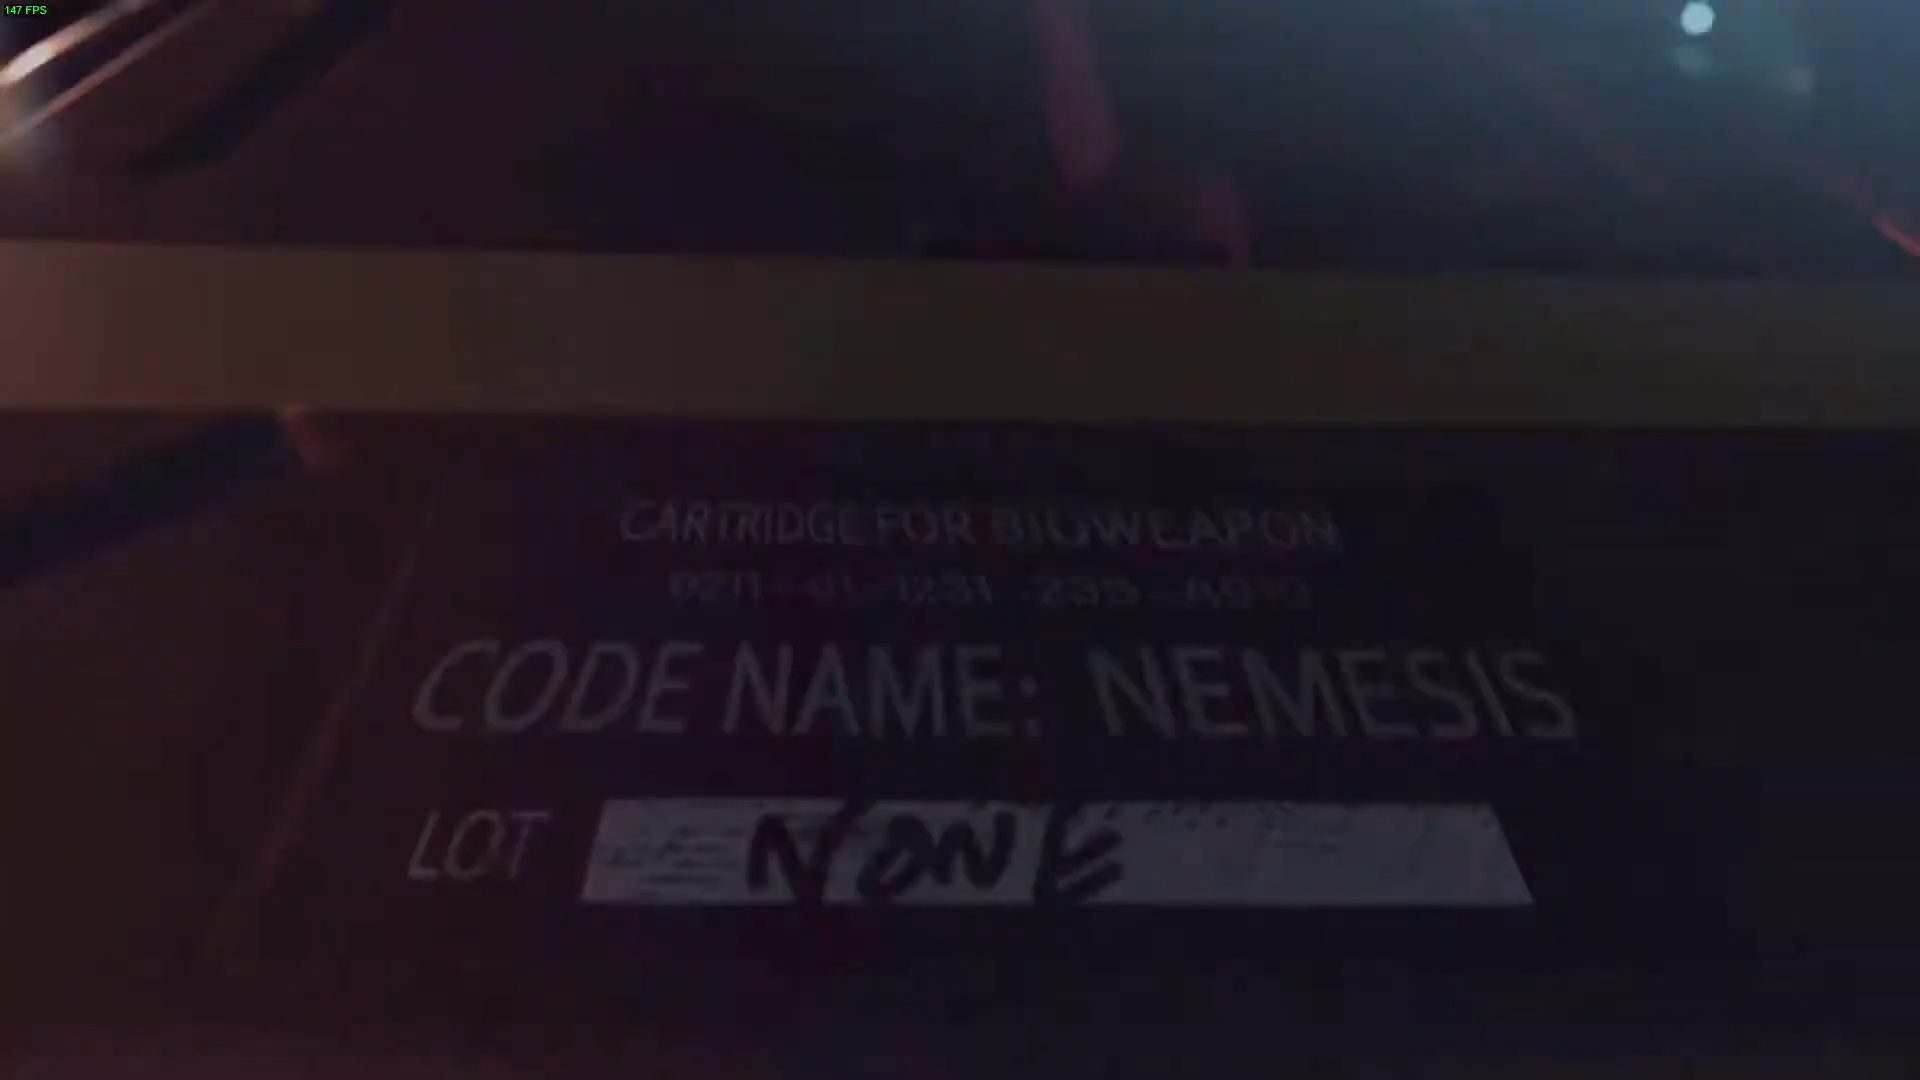 147 FPS
CARTRIDGE FOR BIOWEAPON
CODE NAME: NEMESIS
LOT NONE